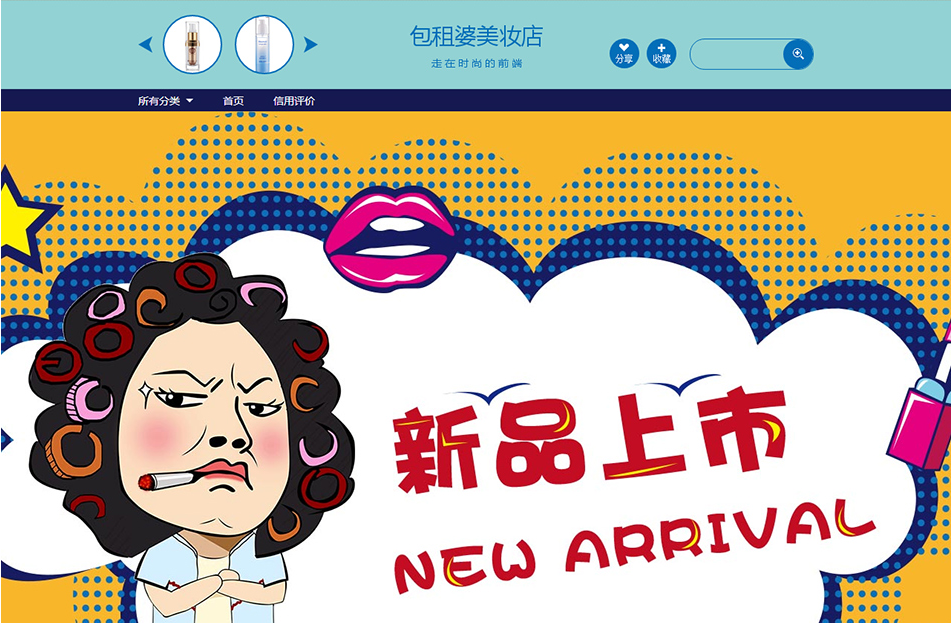 包租婆美妆店
走在时尚的前端
分享
收藏
所有分类 首页 信用评价
新品上市
NEW ARRIVAL